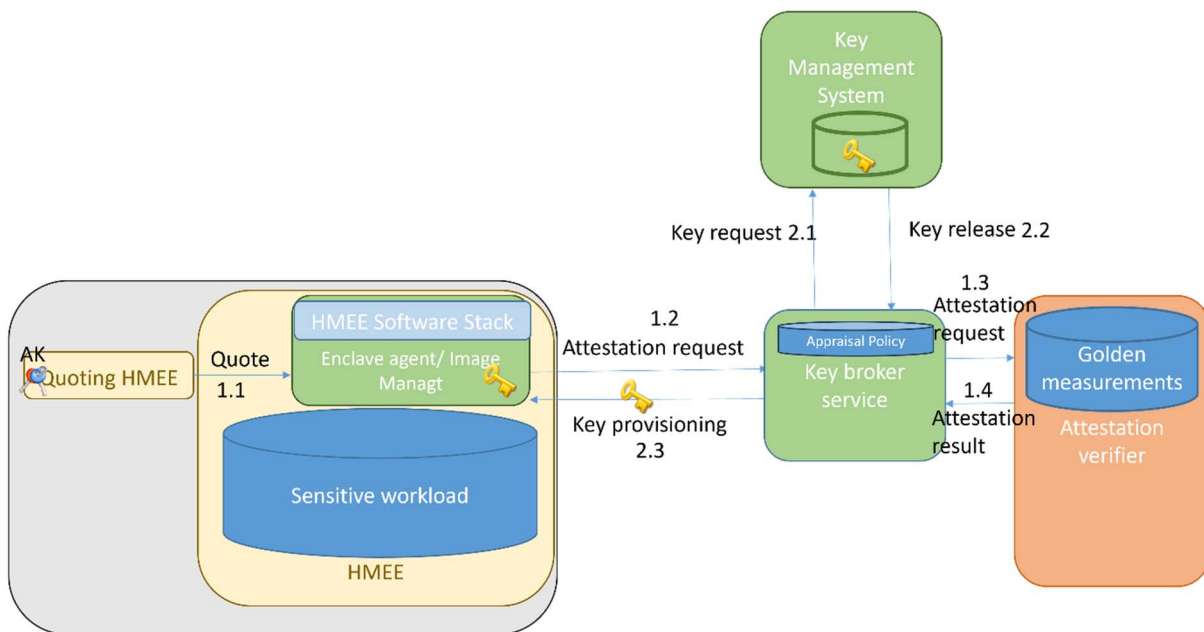 Key
Management
System
Key request 2.1
Key release 2.2
HMEE Software Stack
Enclave agent/ Image
Managt
AK
Quoting HMEE
Quote
1.1
Sensitive workload
HMEE
1.2
Attestation request
Key provisioning
2.3
Appraisal Policy
Key broker
service
1.3
Attestation
request
1.4
Attestation
result
Golden
measurements
Attestation
verifier